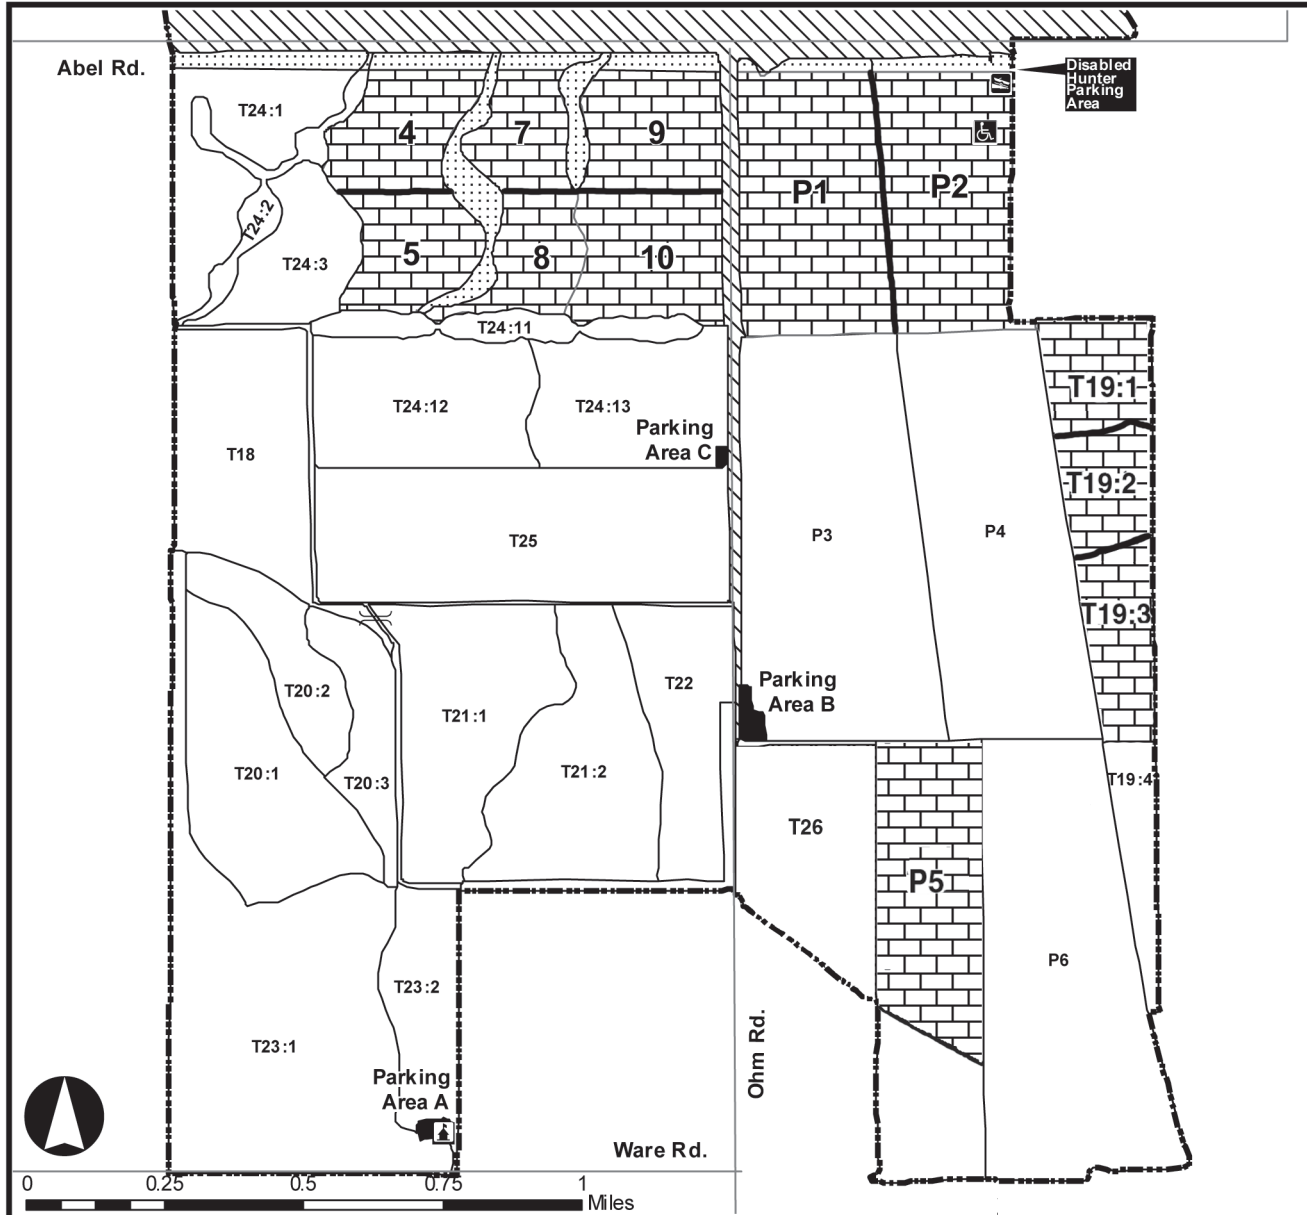 Abel Rd.
Disabled
Hunter
Parking
Area
T24:1
4
7
9
P1
P2
T24:2
T24:3
5
8
10
T24:11
T24:12
T24:13
Parking
Area C
T18
T19:1
T19:2
T25
P3
P4
T19:3
T20:2
T22
Parking
Area B
T21:1
T20:1
T20:3
T21:2
T19:4
T26
P5
T23:2
P6
T23:1
Ohm Rd.
Parking
Area A
Ware Rd.
0 0.25 0.5 0.75 1
Miles